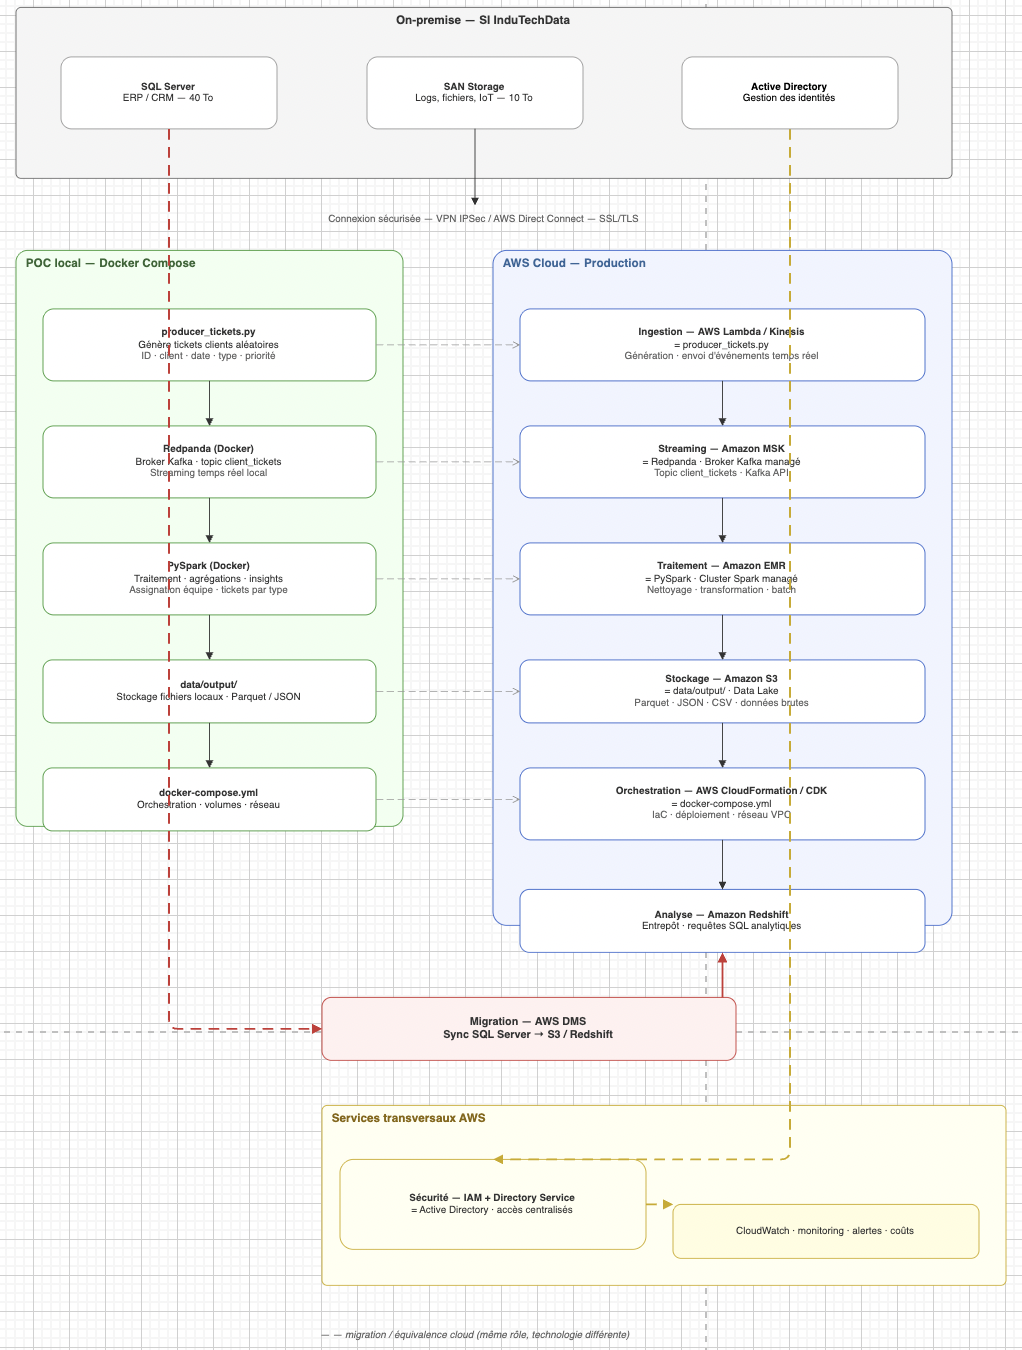 On-premise — SI InduTechData
SQL Server
ERP / CRM — 40 To
SAN Storage
Logs, fichiers, IoT — 10 To
Active Directory
Gestion des identités
Connexion sécurisée — VPN IPSec / AWS Direct Connect — SSL/TLS
POC local — Docker Compose
producer_tickets.py
Génère tickets clients aléatoires
ID · client · date · type · priorité
Redpanda (Docker)
Broker Kafka · topic client_tickets
Streaming temps réel local
PySpark (Docker)
Traitement · agrégations · insights
Assignation équipe · tickets par type
data/output/
Stockage fichiers locaux · Parquet / JSON
docker-compose.yml
Orchestration · volumes · réseau
AWS Cloud — Production
Ingestion — AWS Lambda / Kinesis
= producer_tickets.py
Génération · envoi d'événements temps réel
Streaming — Amazon MSK
= Redpanda · Broker Kafka managé
Topic client_tickets · Kafka API
Traitement — Amazon EMR
= PySpark · Cluster Spark managé
Nettoyage · transformation · batch
Stockage — Amazon S3
= data/output/ · Data Lake
Parquet · JSON · CSV · données brutes
Orchestration — AWS CloudFormation / CDK
= docker-compose.yml
IaC · déploiement · réseau VPC
Analyse — Amazon Redshift
Entrepôt · requêtes SQL analytiques
Migration — AWS DMS
Sync SQL Server → S3 / Redshift
Services transversaux AWS
Sécurité — IAM + Directory Service
= Active Directory · accès centralisés
CloudWatch · monitoring · alertes · coûts
— — migration / équivalence cloud (même rôle, technologie différente)